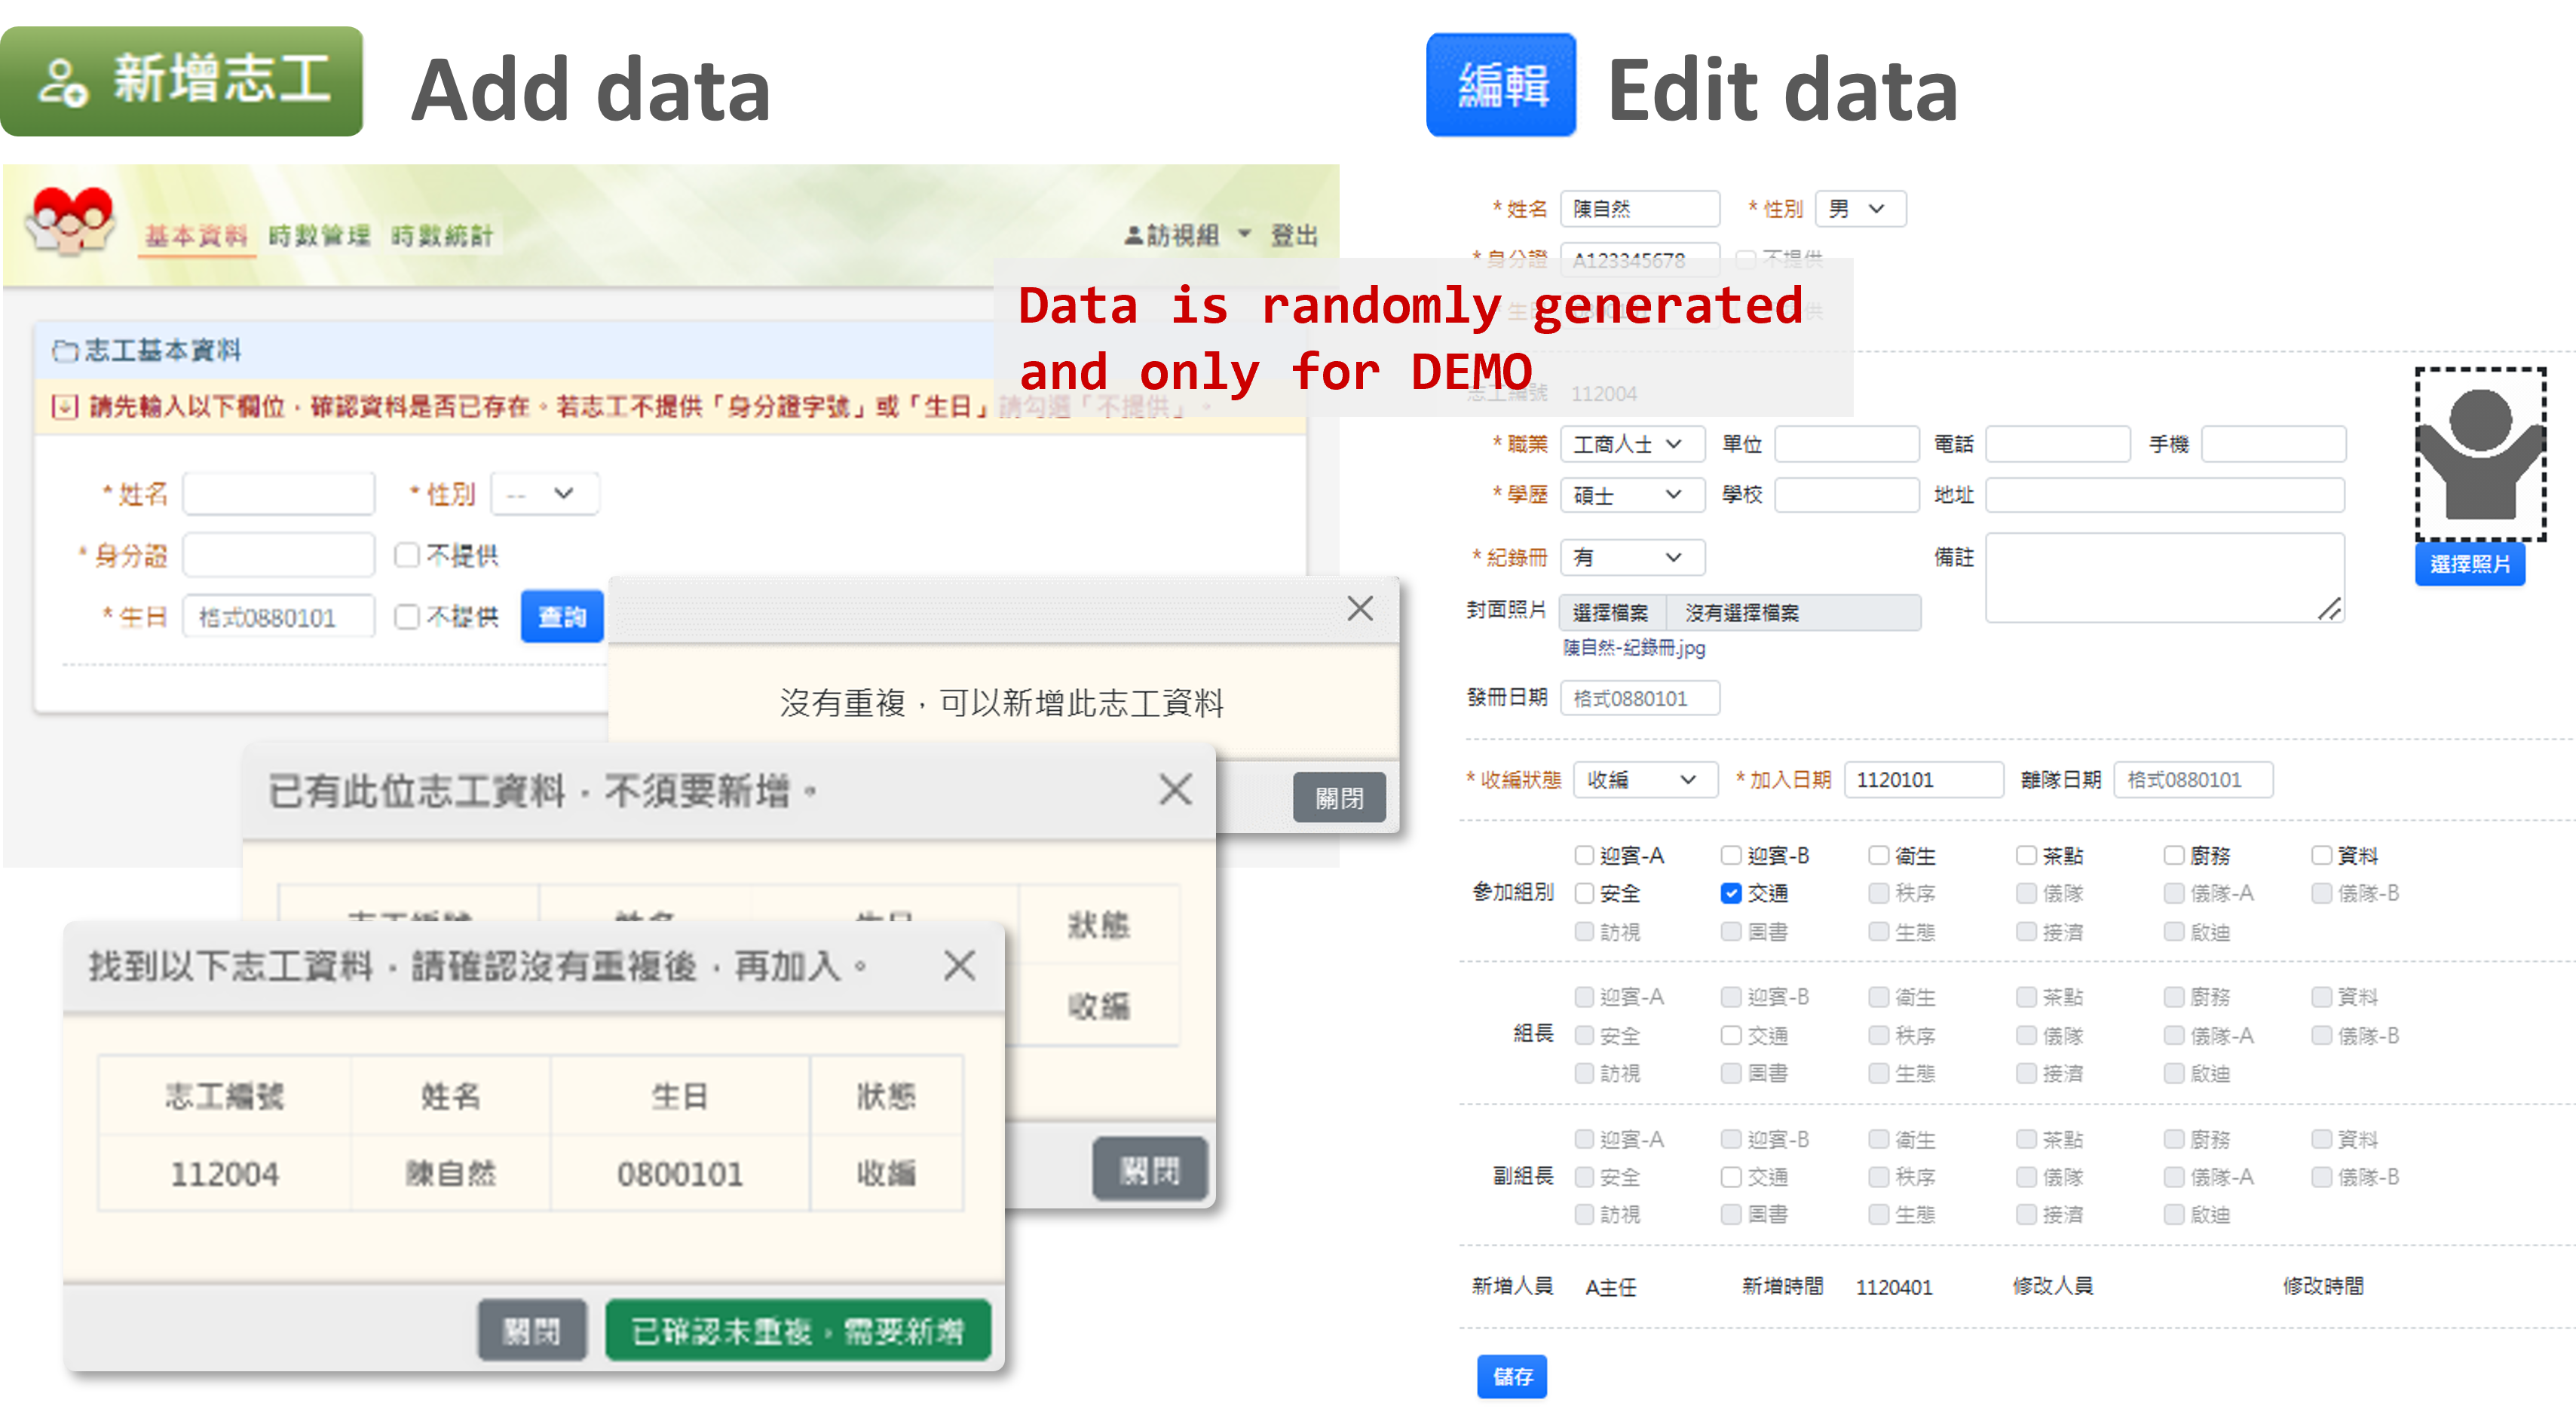 新增志工 Add data
基本資料 時數管理 時數統計 訪視組 登出
志工基本資料
請先輸入以下欄位，確認資料是否已存在。若志工不提供「身分證字號」或「生日」請勾選「不提供」。
*姓名 *性別 --
*身分證 不提供
*生日 格式0880101 不提供 查詢
沒有重複，可以新增此志工資料
關閉
已有此位志工資料，不須要新增。
志工編號 姓名 生日 狀態
收編
關閉
找到以下志工資料，請確認沒有重複後，再加入。
志工編號 姓名 生日 狀態
112004 陳自然 0800101 收編
關閉 已確認未重複，需要新增
Data is randomly generated
and only for DEMO
編輯 Edit data
*姓名 陳自然 *性別 男
*身分證 A123345678 不提供
生日
志工編號 112004
*職業 工商人士 單位 電話 手機
*學歷 碩士 學校 地址
*紀錄冊 有 備註
選擇照片
封面照片 選擇檔案 沒有選擇檔案
陳自然-紀錄冊.jpg
發冊日期 格式0880101
*收編狀態 收編 *加入日期 1120101 離隊日期 格式0880101
迎賓-A 迎賓-B 衛生 茶點 廚務 資料
參加組別 安全 交通 秩序 儀隊 儀隊-A 儀隊-B
訪視 圖書 生態 接濟 啟迪
迎賓-A 迎賓-B 衛生 茶點 廚務 資料
組長 安全 交通 秩序 儀隊 儀隊-A 儀隊-B
訪視 圖書 生態 接濟 啟迪
迎賓-A 迎賓-B 衛生 茶點 廚務 資料
副組長 安全 交通 秩序 儀隊 儀隊-A 儀隊-B
訪視 圖書 生態 接濟 啟迪
新增人員 A主任 新增時間 1120401 修改人員 修改時間
儲存